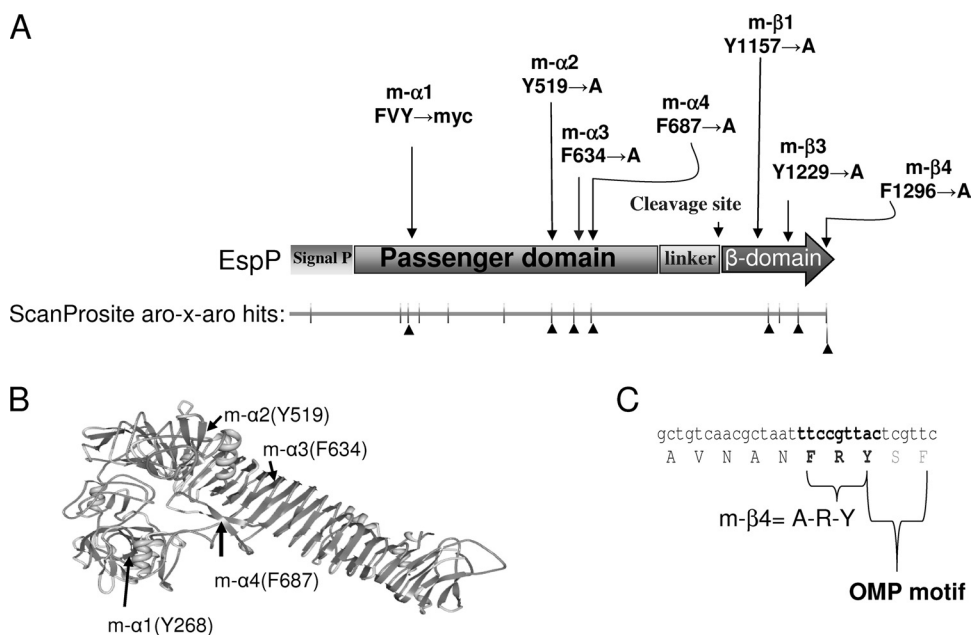 A
m-β1
Y1157→A
m-α2
Y519→A
m-α1
FVY→myc
m-α4
F687→A
m-α3
F634→A
m-β3
Y1229→A
m-β4
F1296→A
Cleavage site
EspP
Signal P
Passenger domain
linker
β-domain
ScanProsite aro-x-aro hits:
B
m-α2(Y519)
m-α3(F634)
m-α4(F687)
m-α1(Y268)
C
gctgtcaacgctaatttccgttactcgttc
A V N A N F R Y S F
m-β4= A-R-Y
OMP motif